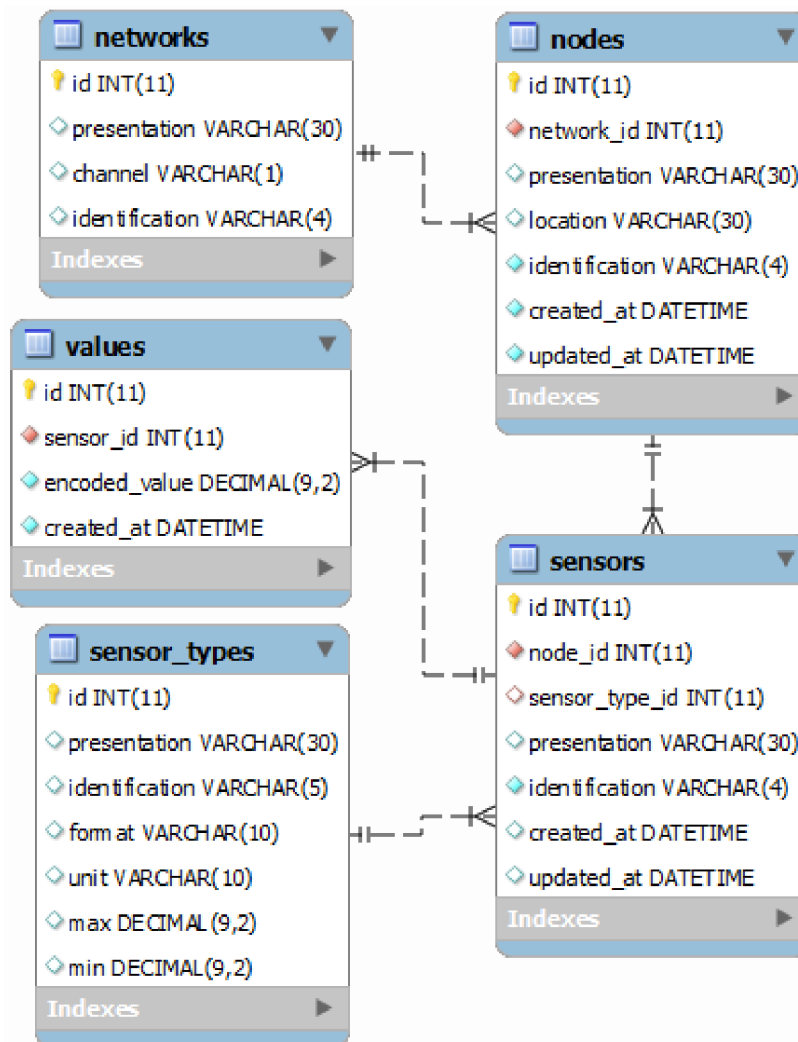 networks
id INT(11)
presentation VARCHAR(30)
channel VARCHAR(1)
identification VARCHAR(4)
Indexes
nodes
id INT(11)
network_id INT(11)
presentation VARCHAR(30)
location VARCHAR(30)
identification VARCHAR(4)
created_at DATETIME
updated_at DATETIME
Indexes
values
id INT(11)
sensor_id INT(11)
encoded_value DECIMAL(9,2)
created_at DATETIME
Indexes
sensors
id INT(11)
node_id INT(11)
sensor_type_id INT(11)
presentation VARCHAR(30)
identification VARCHAR(4)
created_at DATETIME
updated_at DATETIME
Indexes
sensor_types
id INT(11)
presentation VARCHAR(30)
identification VARCHAR(5)
format VARCHAR(10)
unit VARCHAR(10)
max DECIMAL(9,2)
min DECIMAL(9,2)
Indexes